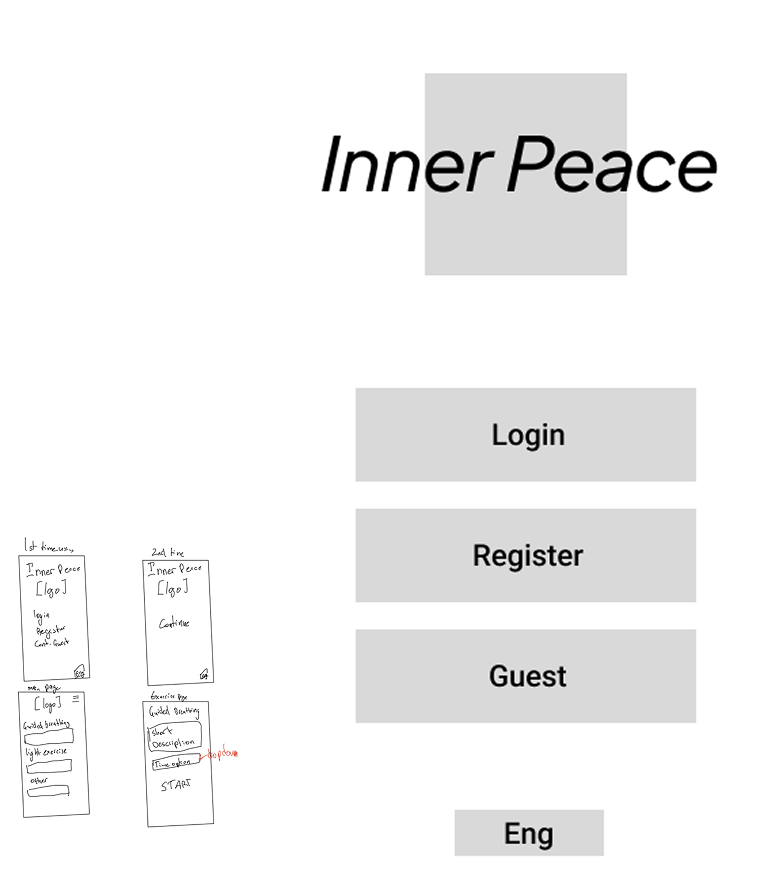 Inner Peace
Login
Register
Guest
Eng
1st time
Inner Peace
[logo]
login
Register
Cont. Guest
2nd time
Inner Peace
[logo]
Continue
main page
[logo]
Guided Breathing
light exercise
other
Exercise Page
Guided Breathing
Short
Description
Time option
dropdown
START